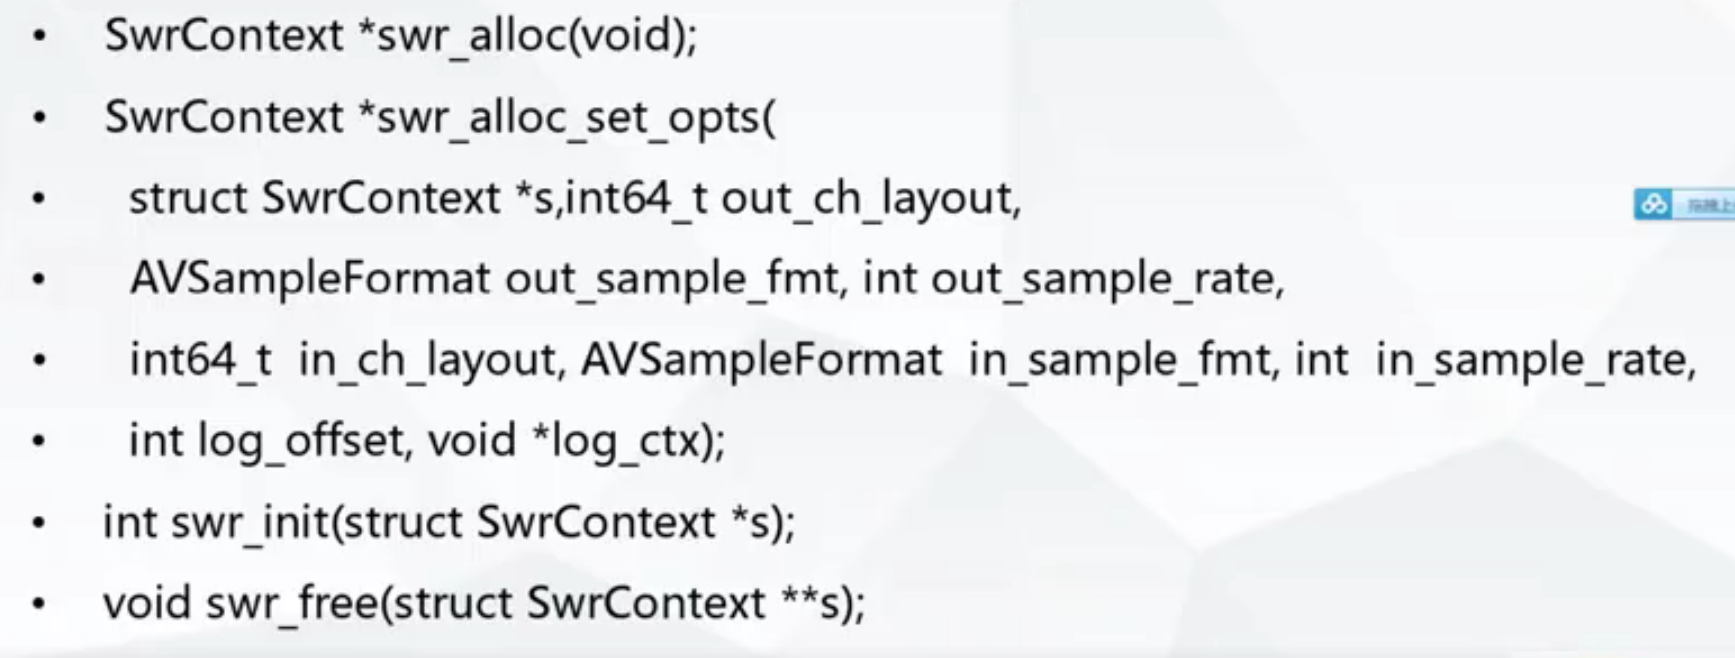 • SwrContext *swr_alloc(void);
• SwrContext *swr_alloc_set_opts(
• struct SwrContext *s,int64_t out_ch_layout,
• AVSampleFormat out_sample_fmt, int out_sample_rate,
• int64_t in_ch_layout, AVSampleFormat in_sample_fmt, int in_sample_rate,
• int log_offset, void *log_ctx);
• int swr_init(struct SwrContext *s);
• void swr_free(struct SwrContext **s);